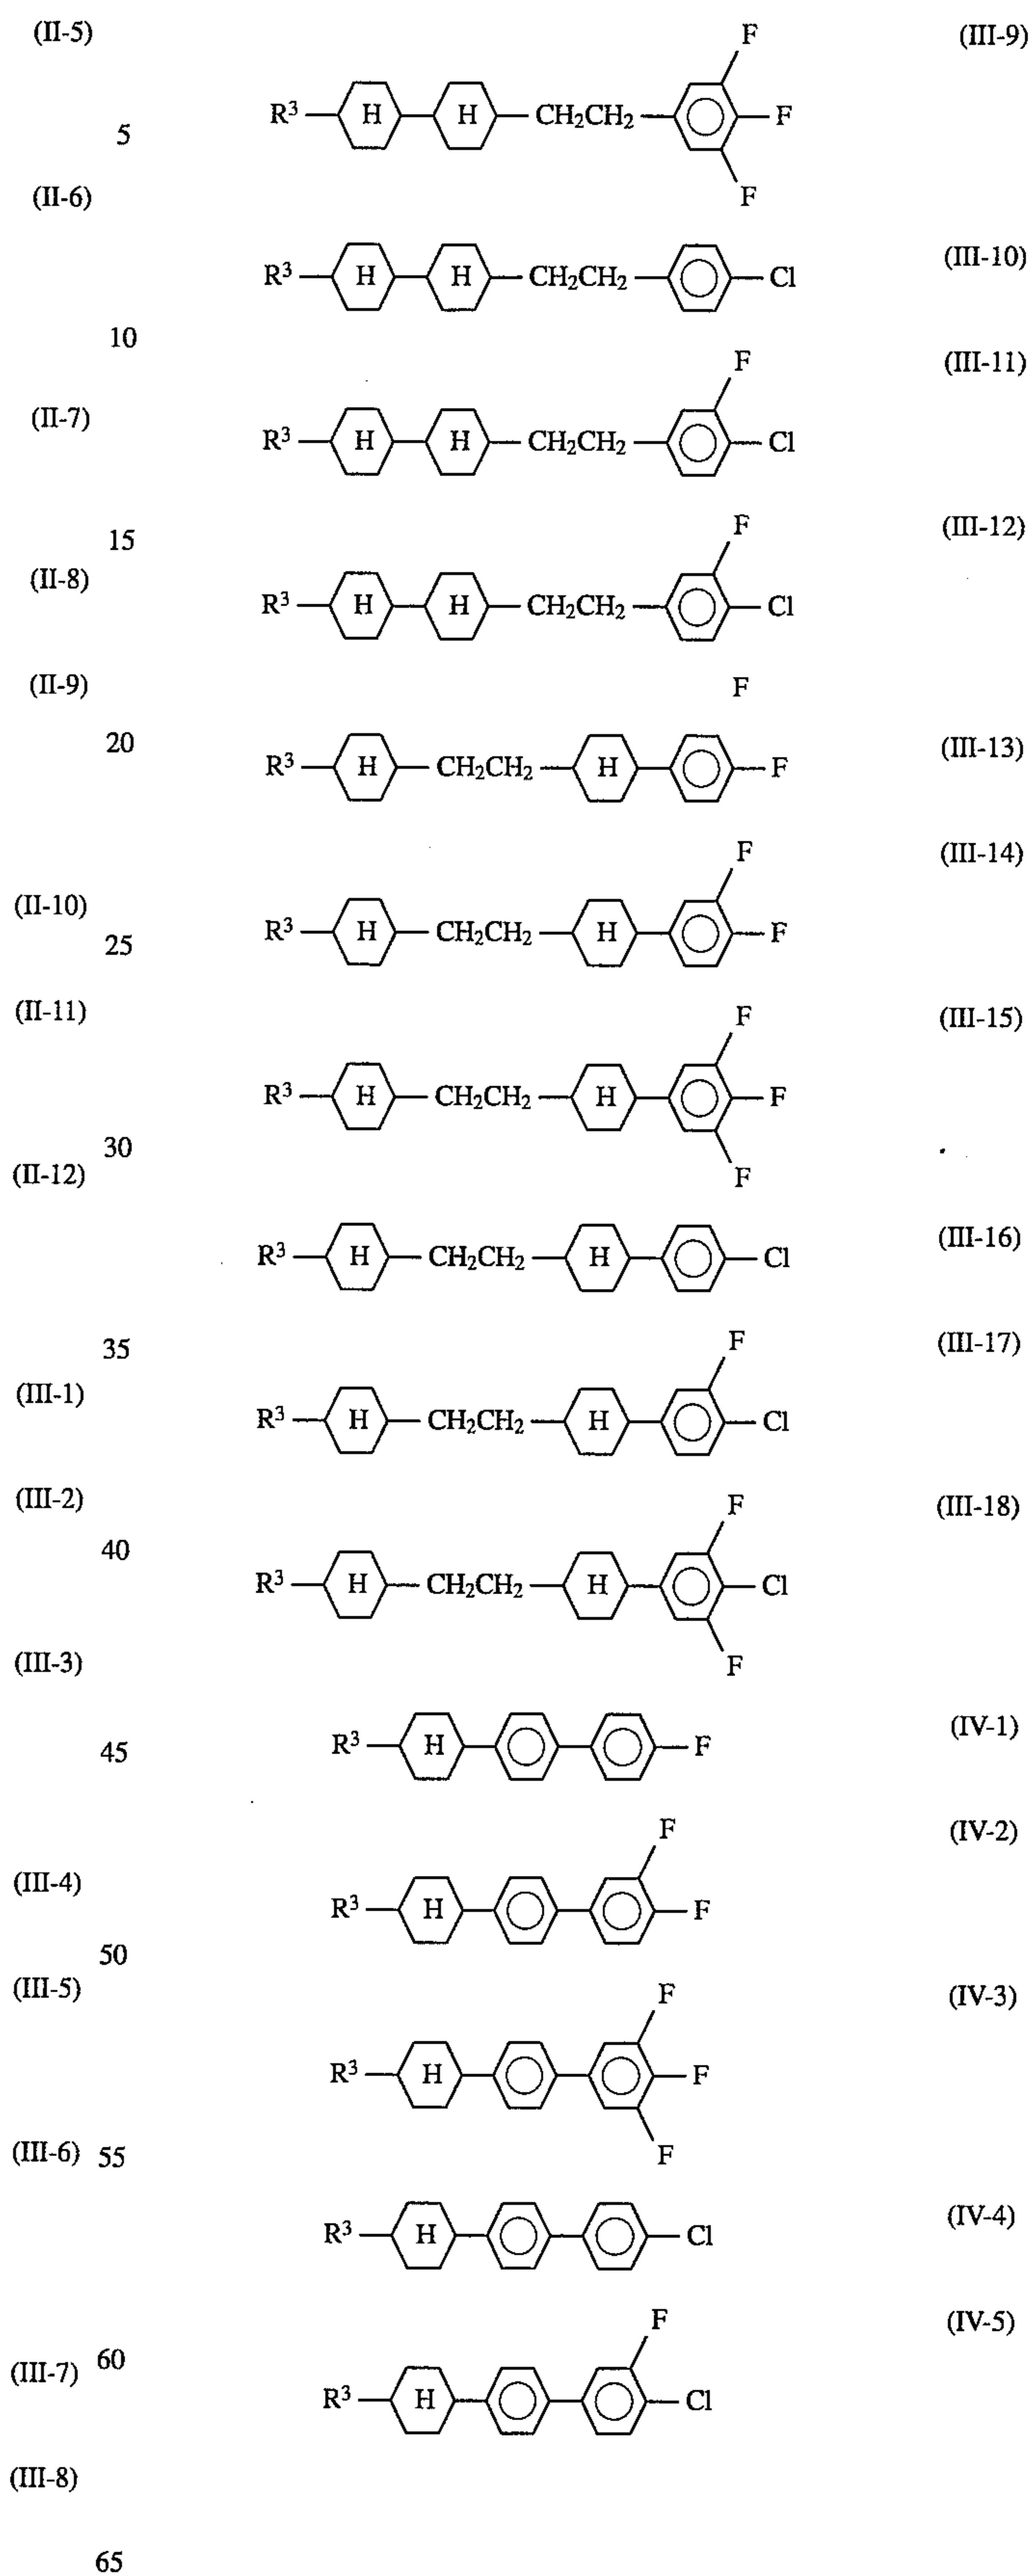 (II-5)
F
(III-9)
R³ H H CH₂CH₂ F
5
(II-6)
F
R³ H H CH₂CH₂ Cl
(III-10)
10
F
(III-11)
(II-7)
R³ H H CH₂CH₂ Cl
15
F
(III-12)
(II-8)
R³ H H CH₂CH₂ Cl
(II-9)
F
20
R³ H CH₂CH₂ H F
(III-13)
F
(III-14)
(II-10)
R³ H CH₂CH₂ H F
25
(II-11)
F
(III-15)
R³ H CH₂CH₂ H F
30
(II-12)
F
R³ H CH₂CH₂ H Cl
(III-16)
35
F
(III-17)
(III-1)
R³ H CH₂CH₂ H Cl
(III-2)
F
(III-18)
40
R³ H CH₂CH₂ H Cl
(III-3)
F
45
R³ H F
(IV-1)
F
(IV-2)
(III-4)
R³ H F
50
(III-5)
F
(IV-3)
R³ H F
(III-6)
55
F
R³ H Cl
(IV-4)
F
(IV-5)
60
(III-7)
R³ H Cl
(III-8)
65